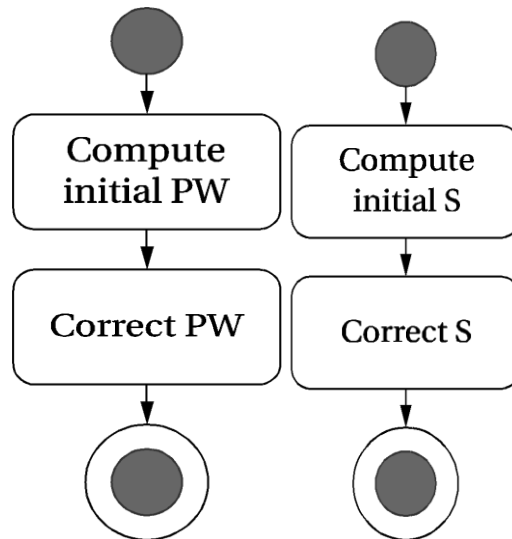 Compute
initial PW
Correct PW
Compute
initial S
Correct S